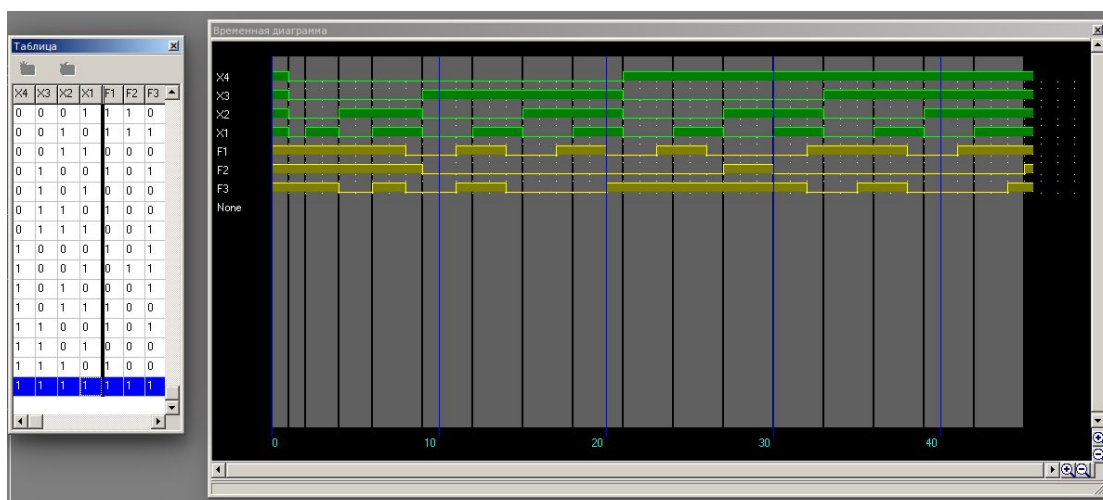 Таблица
X4 X3 X2 X1 F1 F2 F3
0 0 0 1 1 1 0
0 0 1 0 1 1 1
0 0 1 1 0 0 0
0 1 0 0 1 0 1
0 1 0 1 0 0 0
0 1 1 0 1 0 0
0 1 1 1 0 0 1
1 0 0 0 1 0 1
1 0 0 1 0 1 1
1 0 1 0 0 0 1
1 0 1 1 1 0 0
1 1 0 0 1 0 1
1 1 0 1 0 0 0
1 1 1 0 1 0 0
1 1 1 1 1 1 1
Временная диаграмма
X4
X3
X2
X1
F1
F2
F3
None
0 10 20 30 40